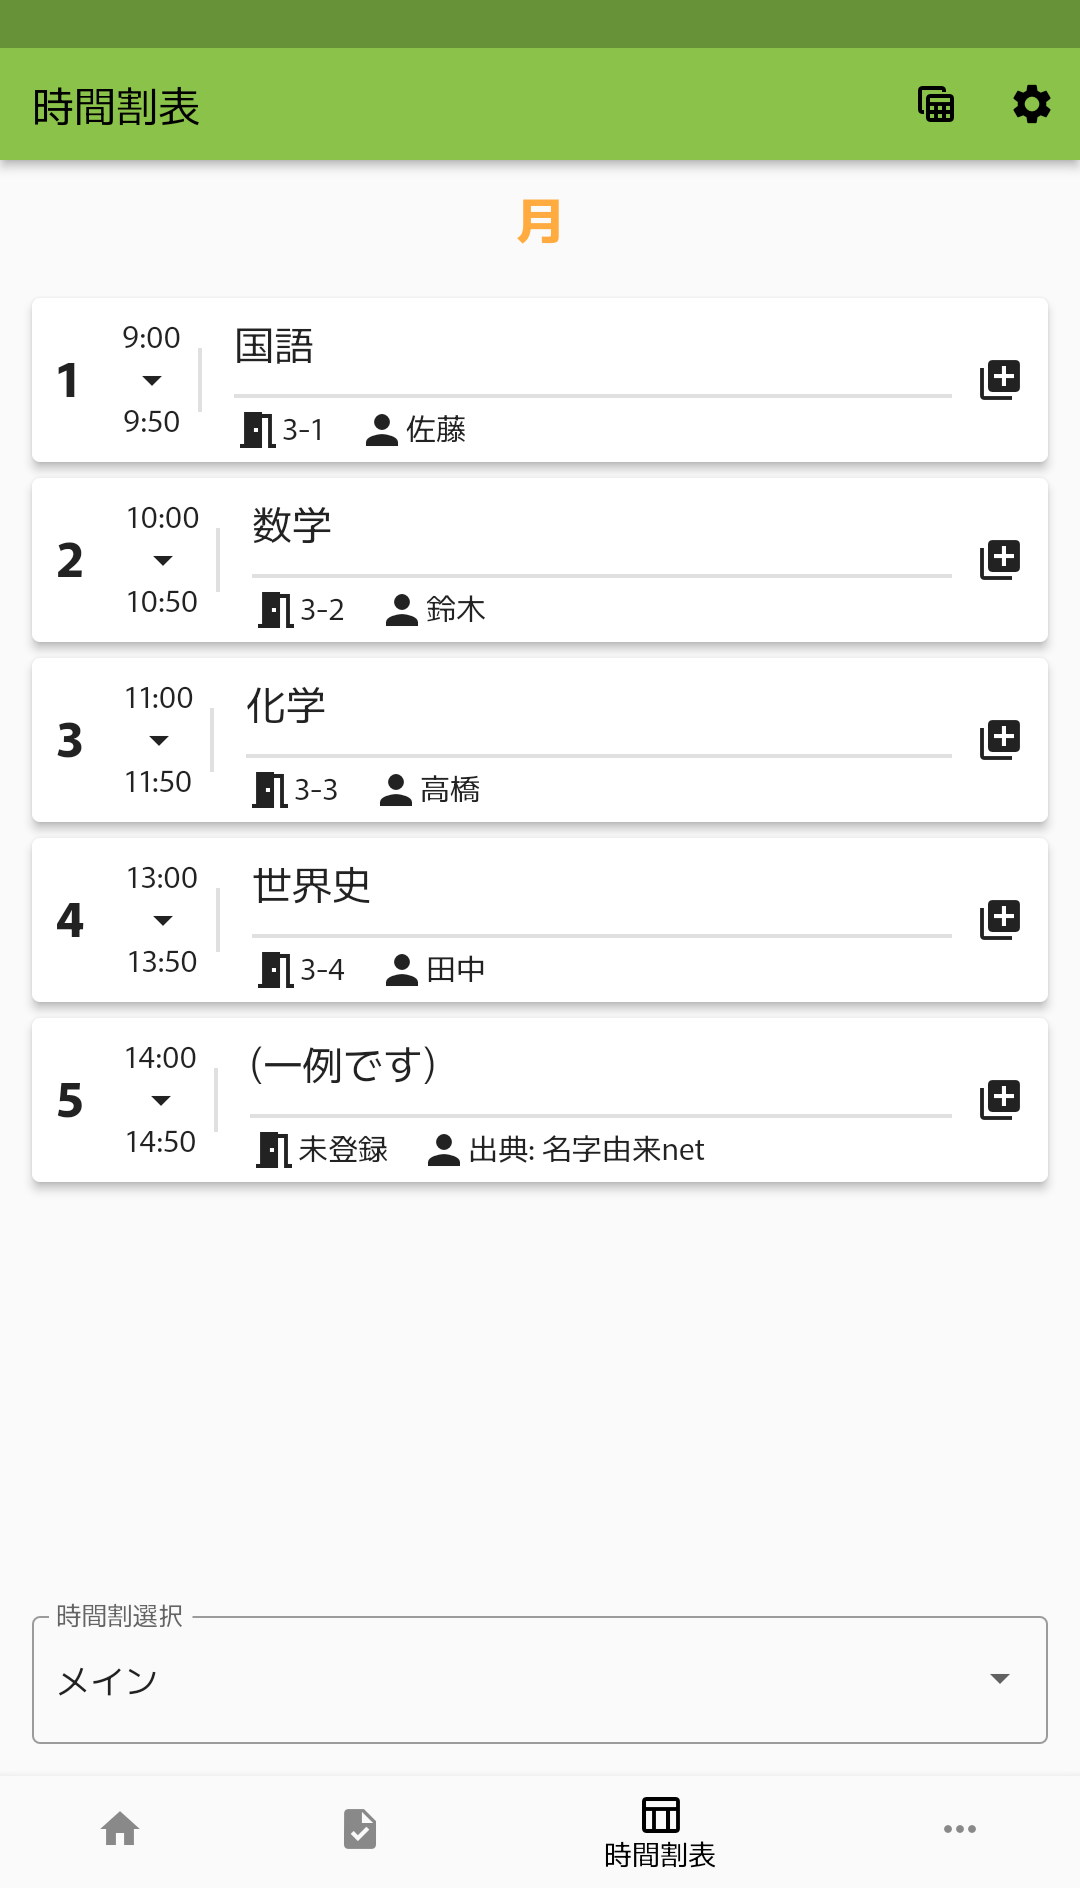 時間割表
月
1
9:00
9:50
国語
3-1 佐藤
2
10:00
10:50
数学
3-2 鈴木
3
11:00
11:50
化学
3-3 高橋
4
13:00
13:50
世界史
3-4 田中
5
14:00
14:50
(一例です)
未登録 出典: 名字由来net
時間割選択
メイン
時間割表